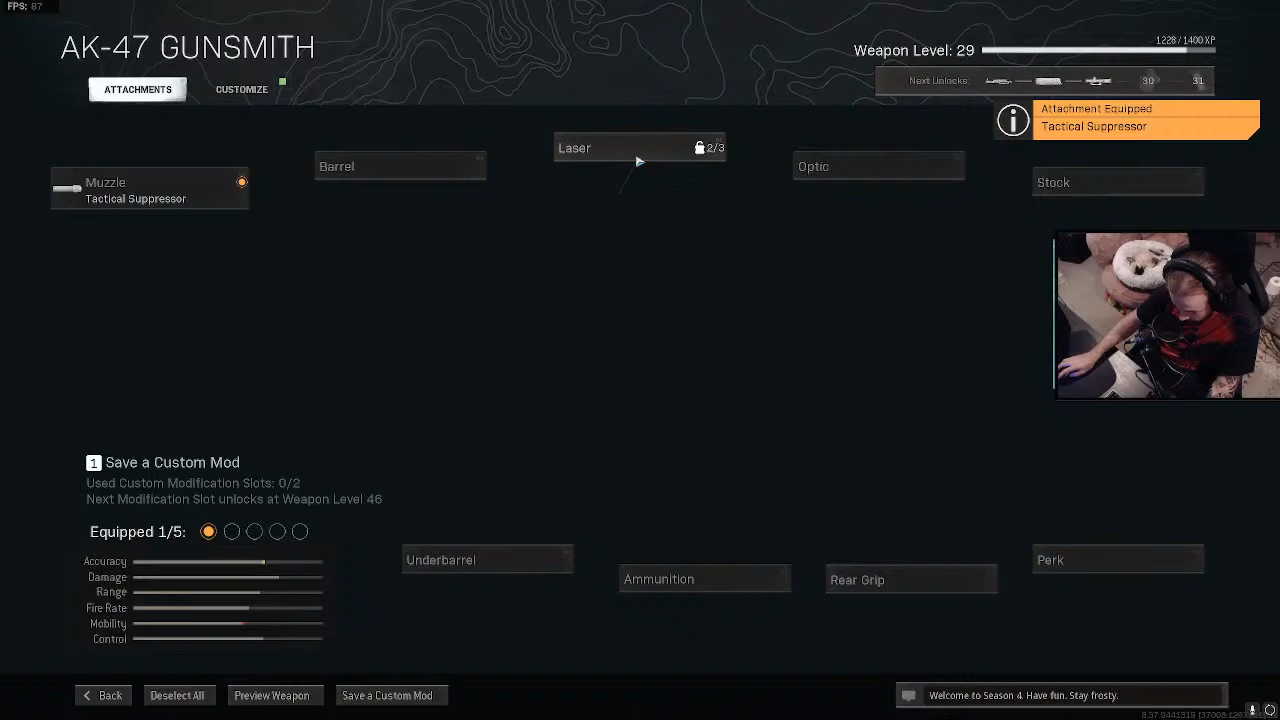 FPS: 87
AK-47 GUNSMITH
ATTACHMENTS
CUSTOMIZE
1228 / 1400 XP
Weapon Level: 29
Next Unlocks:
30
31
Attachment Equipped
Tactical Suppressor
Muzzle
Tactical Suppressor
Barrel
Laser
2/3
Optic
Stock
1 Save a Custom Mod
Used Custom Modification Slots: 0/2
Next Modification Slot unlocks at Weapon Level 46
Equipped 1/5:
Accuracy
Damage
Range
Fire Rate
Mobility
Control
Underbarrel
Ammunition
Rear Grip
Perk
Back
Deselect All
Preview Weapon
Save a Custom Mod
Welcome to Season 4. Have fun. Stay frosty.